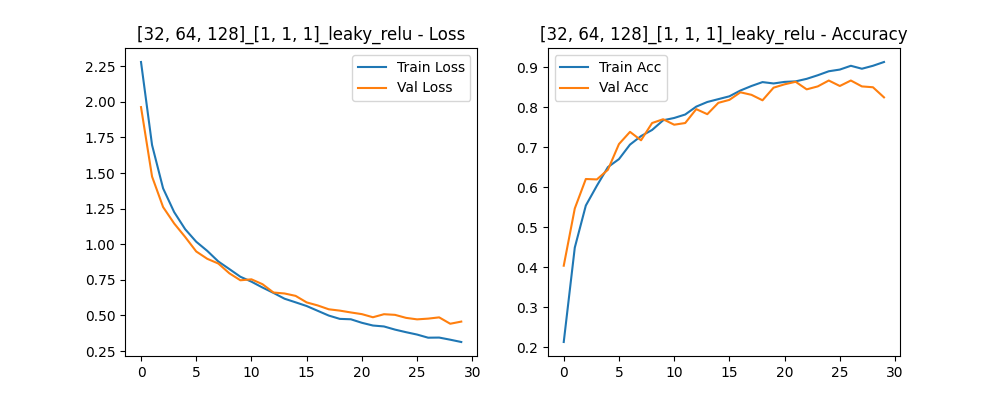 [32, 64, 128]_[1, 1, 1]_leaky_relu - Loss
2.25
2.00
1.75
1.50
1.25
1.00
0.75
0.50
0.25
0 5 10 15 20 25 30
Train Loss
Val Loss
[32, 64, 128]_[1, 1, 1]_leaky_relu - Accuracy
0.9
0.8
0.7
0.6
0.5
0.4
0.3
0.2
0 5 10 15 20 25 30
Train Acc
Val Acc